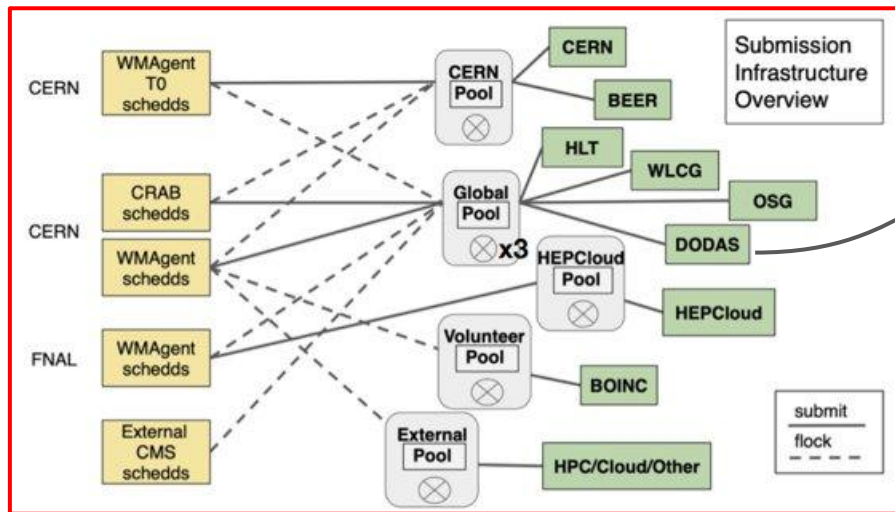 CERN
WMAgent
T0
schedds
CERN
Pool
CERN
BEER
Submission
Infrastructure
Overview
CERN
CRAB
schedds
WMAgent
schedds
Global
Pool
x3
HLT
WLCG
OSG
DODAS
HEPCloud
Pool
HEPCloud
FNAL
WMAgent
schedds
Volunteer
Pool
BOINC
External
CMS
schedds
External
Pool
HPC/Cloud/Other
submit
flock